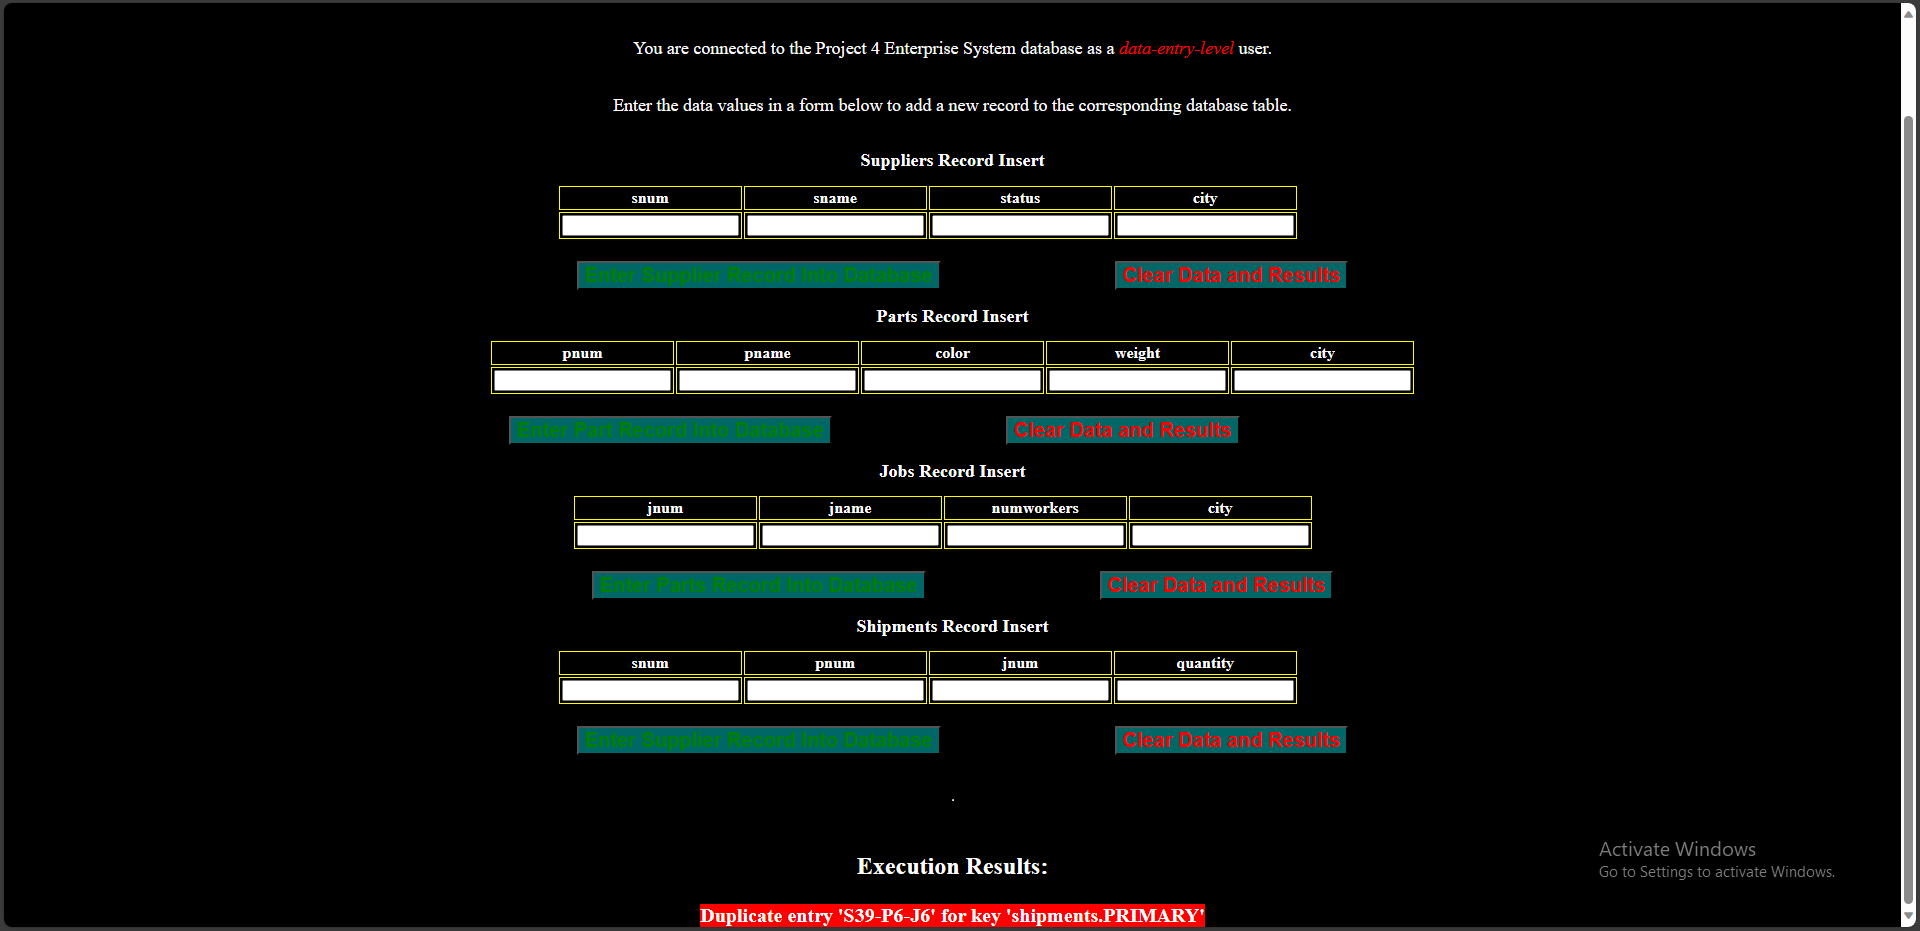 You are connected to the Project 4 Enterprise System database as a data-entry-level user.
Enter the data values in a form below to add a new record to the corresponding database table.
Suppliers Record Insert
snum sname status city
Enter Supplier Record Into Database Clear Data and Results
Parts Record Insert
pnum pname color weight city
Enter Part Record Into Database Clear Data and Results
Jobs Record Insert
jnum jname numworkers city
Enter Parts Record Into Database Clear Data and Results
Shipments Record Insert
snum pnum jnum quantity
Enter Supplier Record Into Database Clear Data and Results
.
Activate Windows
Go to Settings to activate Windows.
Execution Results:
Duplicate entry 'S39-P6-J6' for key 'shipments.PRIMARY'